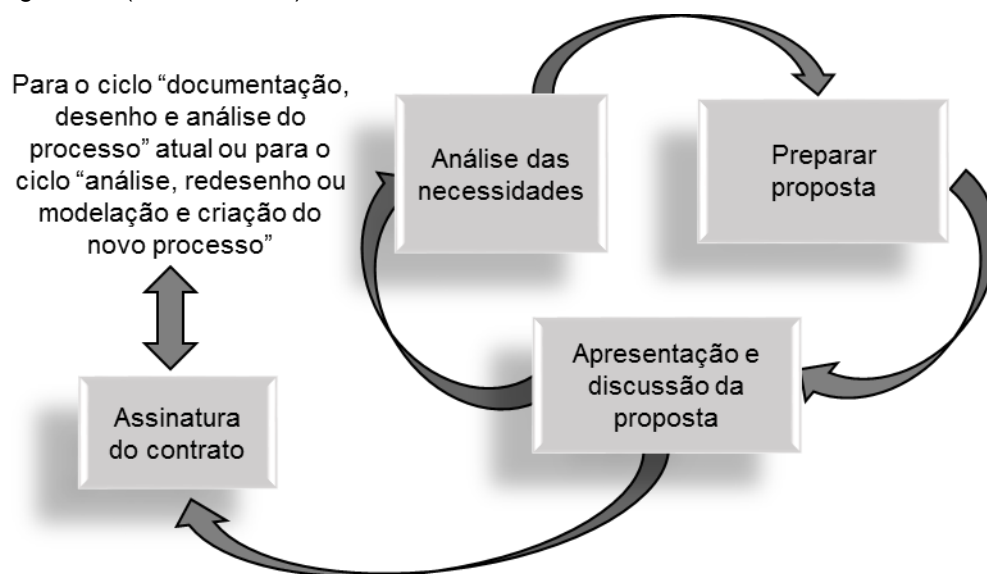 Para o ciclo “documentação,
desenho e análise do
processo” atual ou para o
ciclo “análise, redesenho ou
modelação e criação do
novo processo”
Análise das
necessidades
Preparar
proposta
Apresentação e
discussão da
proposta
Assinatura
do contrato